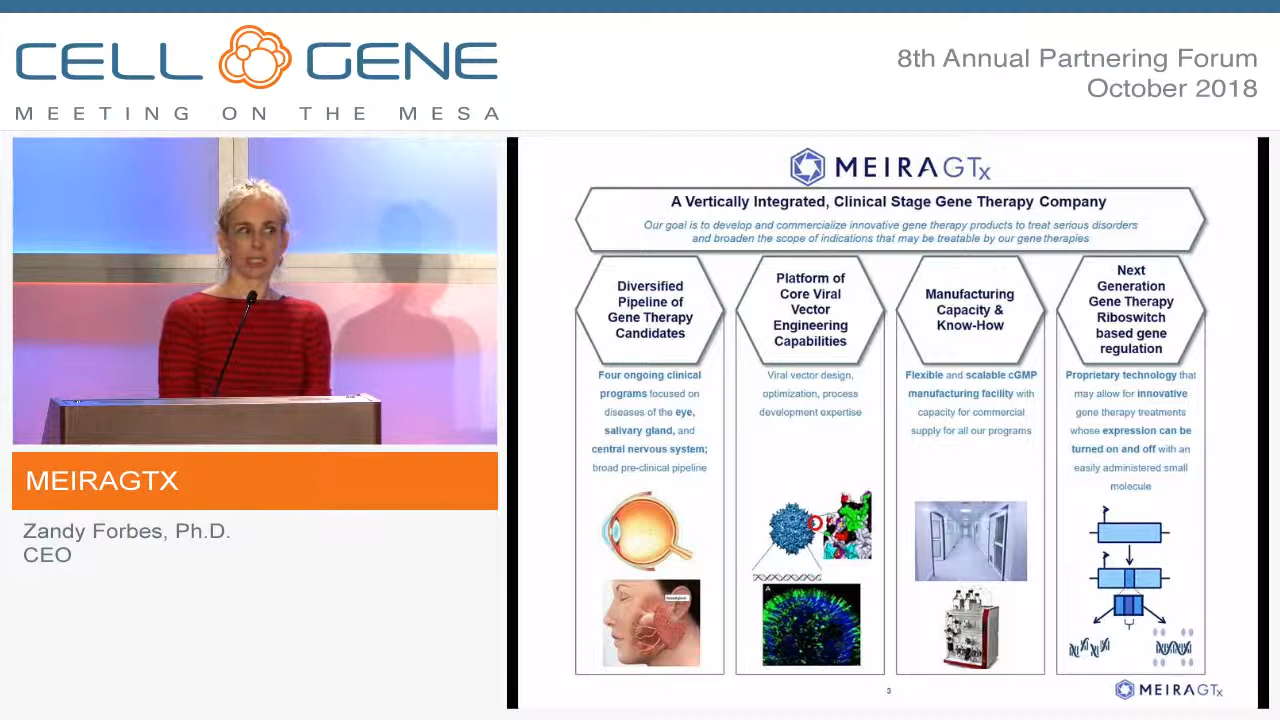 CELL GENE
MEETING ON THE MESA
8th Annual Partnering Forum
October 2018
MEIRAGTx
A Vertically Integrated, Clinical Stage Gene Therapy Company
Our goal is to develop and commercialize innovative gene therapy products to treat serious disorders
and broaden the scope of indications that may be treatable by our gene therapies
Diversified
Pipeline of
Gene Therapy
Candidates
Four ongoing clinical
programs focused on
diseases of the eye,
salivary gland, and
central nervous system;
broad pre-clinical pipeline
Platform of
Core Viral
Vector
Engineering
Capabilities
Viral vector design,
optimization, process
development expertise
A
Manufacturing
Capacity &
Know-How
Flexible and scalable cGMP
manufacturing facility with
capacity for commercial
supply for all our programs
Next
Generation
Gene Therapy
Riboswitch
based gene
regulation
Proprietary technology that
may allow for innovative
gene therapy treatments
whose expression can be
turned on and off with an
easily administered small
molecule
3
MEIRAGTx
MEIRAGTX
Zandy Forbes, Ph.D.
CEO